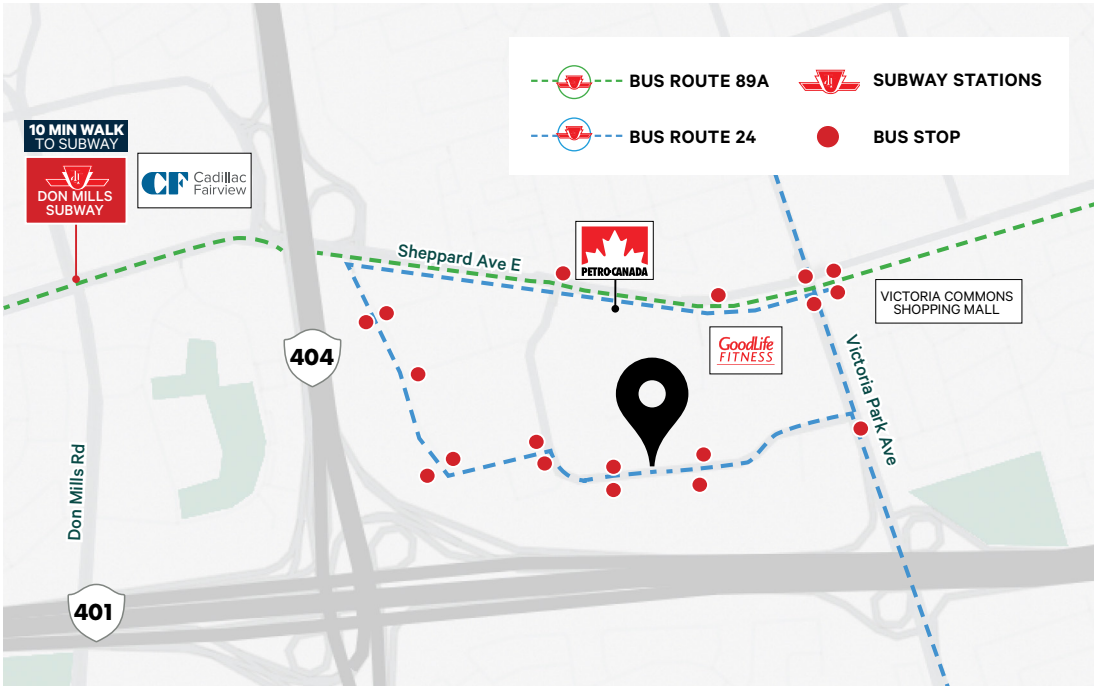 BUS ROUTE 89A
SUBWAY STATIONS
BUS ROUTE 24
BUS STOP
10 MIN WALK
TO SUBWAY
DON MILLS
SUBWAY
CF Cadillac
Fairview
Sheppard Ave E
PETRO-CANADA
VICTORIA COMMONS
SHOPPING MALL
GoodLife
FITNESS
404
Victoria Park Ave
Don Mills Rd
401